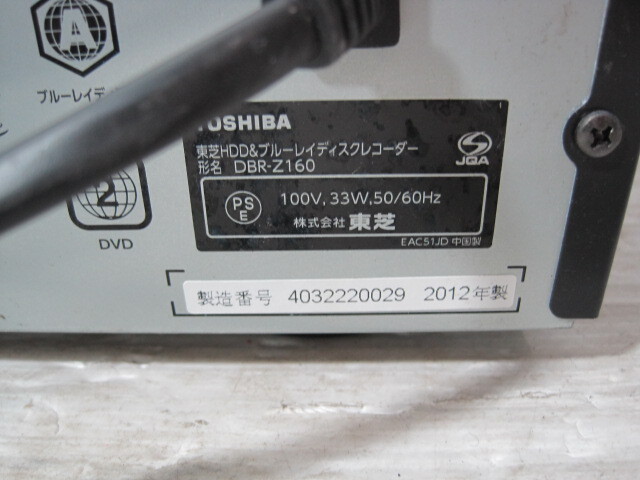 A
ブルーレイディ
TOSHIBA
東芝HDD&ブルーレイディスクレコーダー
形名 DBR-Z160
JQA
PS
E
100V, 33W, 50/60Hz
株式会社 東芝
EAC51JD 中国製
2
DVD
製造番号 4032220029 2012年製